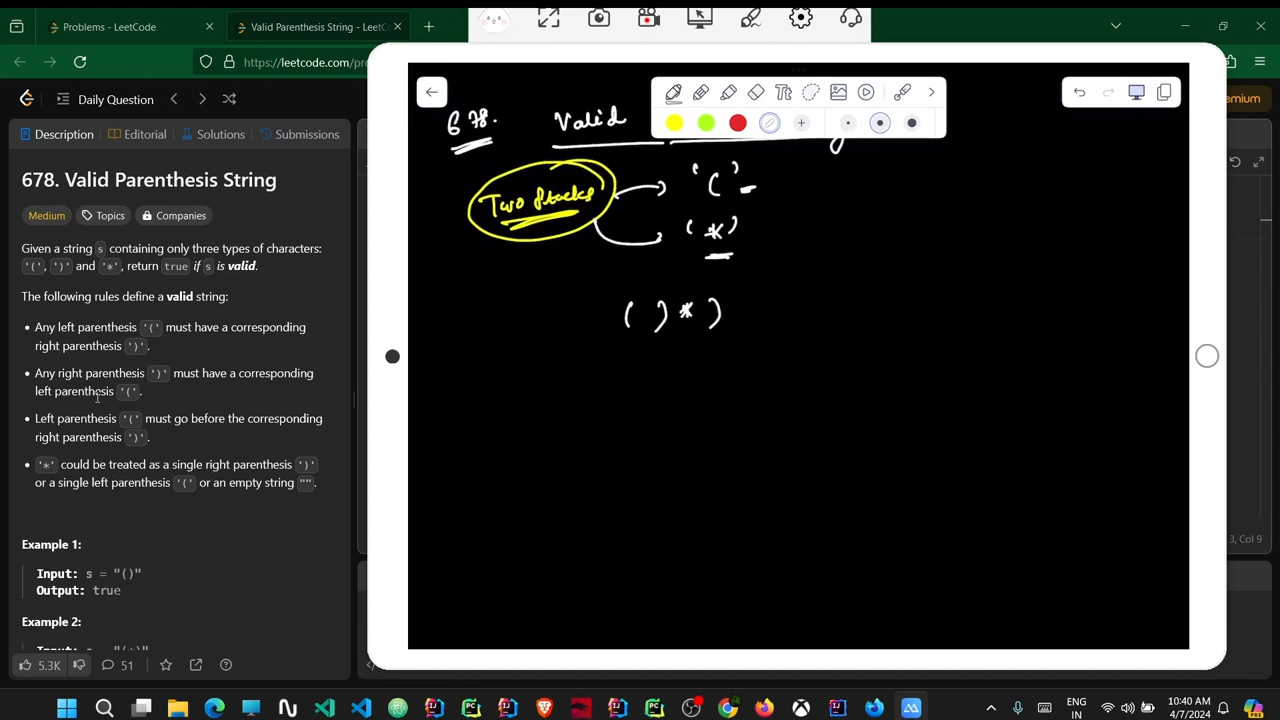 Problems - LeetCode
Valid Parenthesis String - LeetC
https://leetcode.com/pr
Daily Question
emium
Description
Editorial
Solutions
Submissions
678. Valid Parenthesis String
Medium
Topics
Companies
Given a string s containing only three types of characters:
'(', ')' and '*', return true if s is valid.
The following rules define a valid string:
• Any left parenthesis '(' must have a corresponding
right parenthesis ')'.
• Any right parenthesis ')' must have a corresponding
left parenthesis '('.
• Left parenthesis '(' must go before the corresponding
right parenthesis ')'.
• '*' could be treated as a single right parenthesis ')'
or a single left parenthesis '(' or an empty string "".
Example 1:
Input: s = "()"
Output: true
Example 2:
5.3K
51
678. Valid
Tt
Two Stacks
'('
'*'
( ) * )
3, Col 9
ENG
IN
10:40 AM
4/7/2024